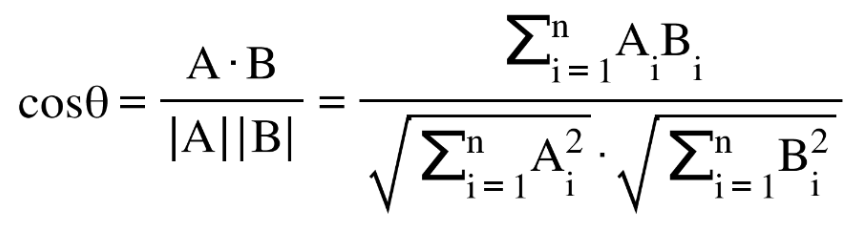 cosθ = A · B / |A||B| = ∑ⁿᵢ₌₁ AᵢBᵢ / √(∑ⁿᵢ₌₁ Aᵢ²) · √(∑ⁿᵢ₌₁ Bᵢ²)